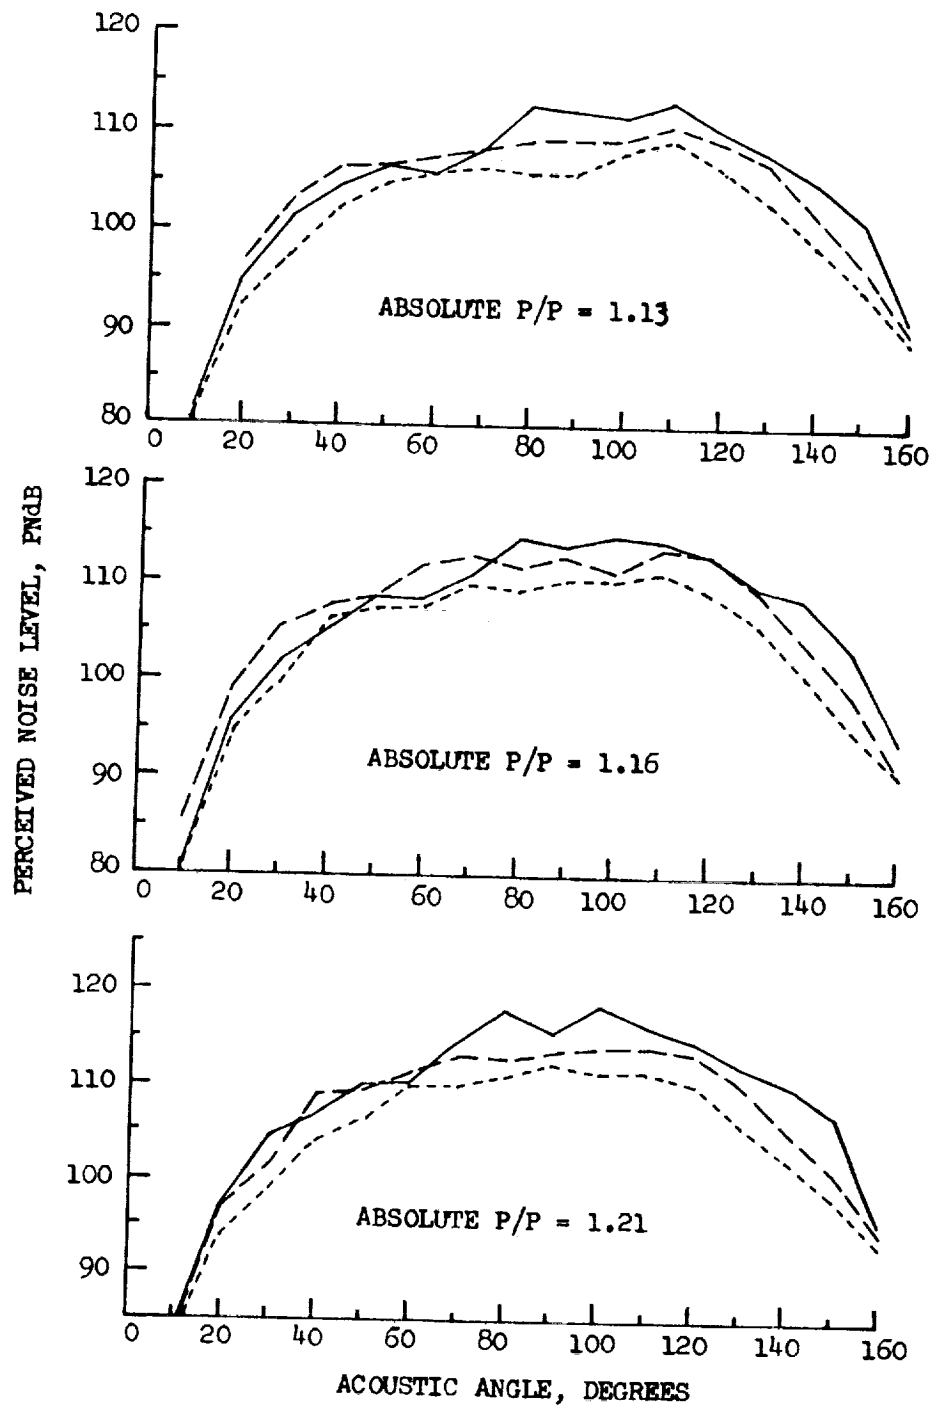 120
110
100
90
80
0 20 40 60 80 100 120 140 160
ABSOLUTE P/P = 1.13
120
110
100
90
80
0 20 40 60 80 100 120 140 160
ABSOLUTE P/P = 1.16
120
110
100
90
0 20 40 60 80 100 120 140 160
ABSOLUTE P/P = 1.21
PERCEIVED NOISE LEVEL, PNdB
ACOUSTIC ANGLE, DEGREES